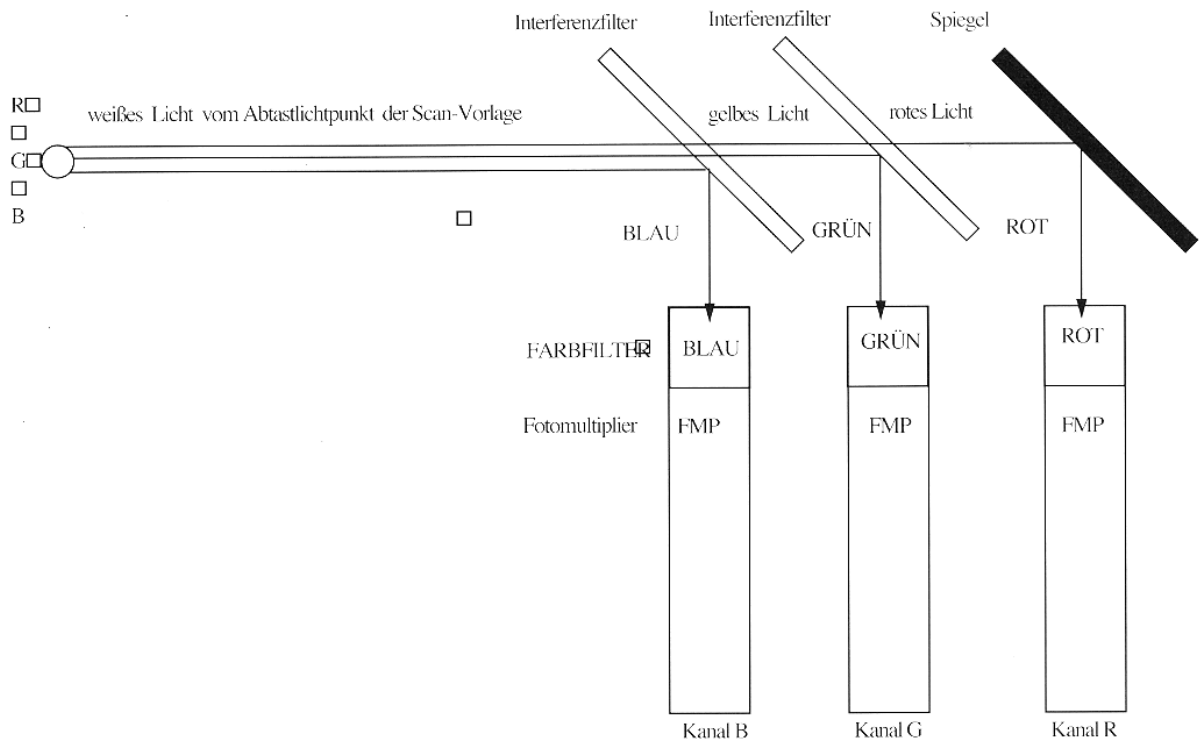 Interferenzfilter Interferenzfilter Spiegel
R
weißes Licht vom Abtastlichtpunkt der Scan-Vorlage gelbes Licht rotes Licht
G
B
BLAU GRÜN ROT
FARBFILTER BLAU GRÜN ROT
Fotomultiplier FMP FMP FMP
Kanal B Kanal G Kanal R